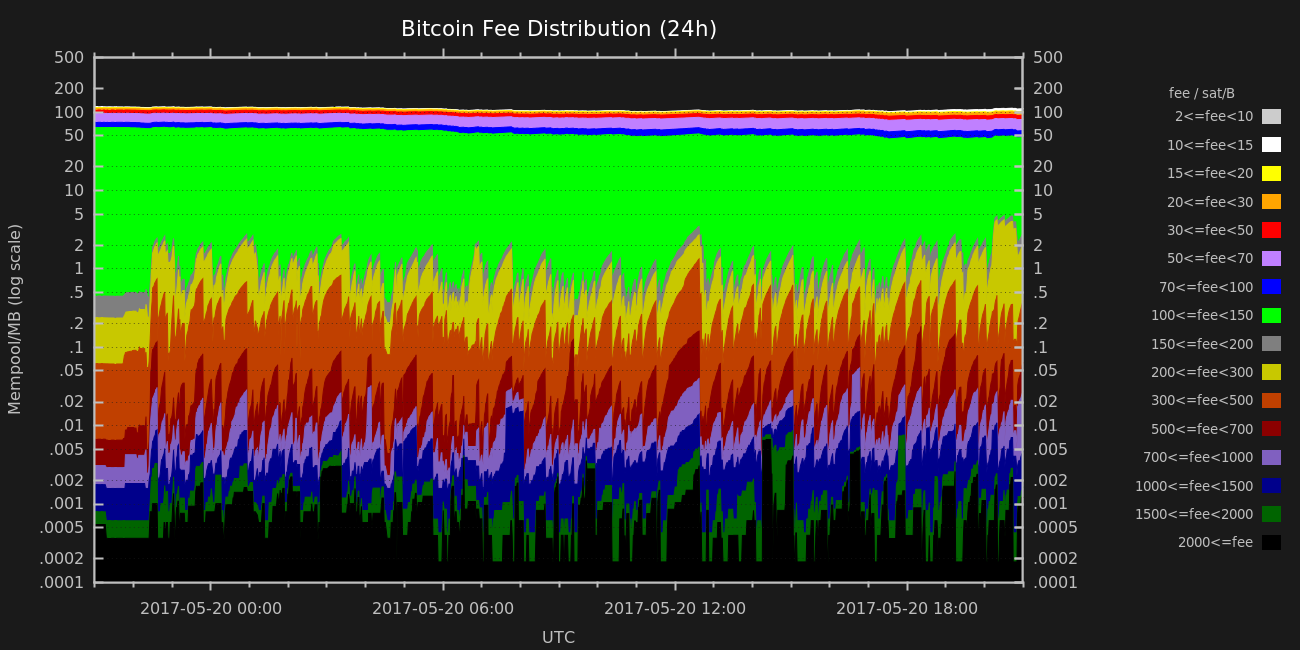 Bitcoin Fee Distribution (24h)
Mempool/MB (log scale)
500
200
100
50
20
10
5
2
1
.5
.2
.1
.05
.02
.01
.005
.002
.001
.0005
.0002
.0001
500
200
100
50
20
10
5
2
1
.5
.2
.1
.05
.02
.01
.005
.002
.001
.0005
.0002
.0001
2017-05-20 00:00
2017-05-20 06:00
2017-05-20 12:00
2017-05-20 18:00
UTC
fee / sat/B
2<=fee<10
10<=fee<15
15<=fee<20
20<=fee<30
30<=fee<50
50<=fee<70
70<=fee<100
100<=fee<150
150<=fee<200
200<=fee<300
300<=fee<500
500<=fee<700
700<=fee<1000
1000<=fee<1500
1500<=fee<2000
2000<=fee